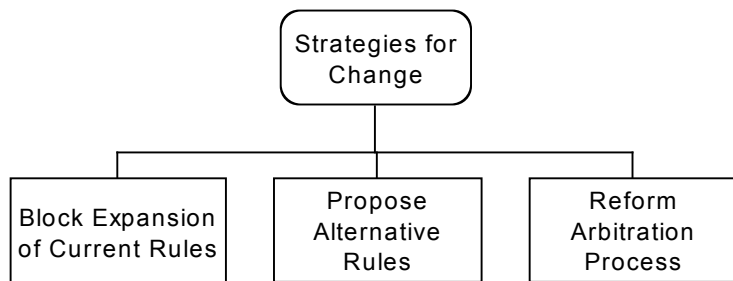 Strategies for
Change
Block Expansion
of Current Rules
Propose
Alternative
Rules
Reform
Arbitration
Process